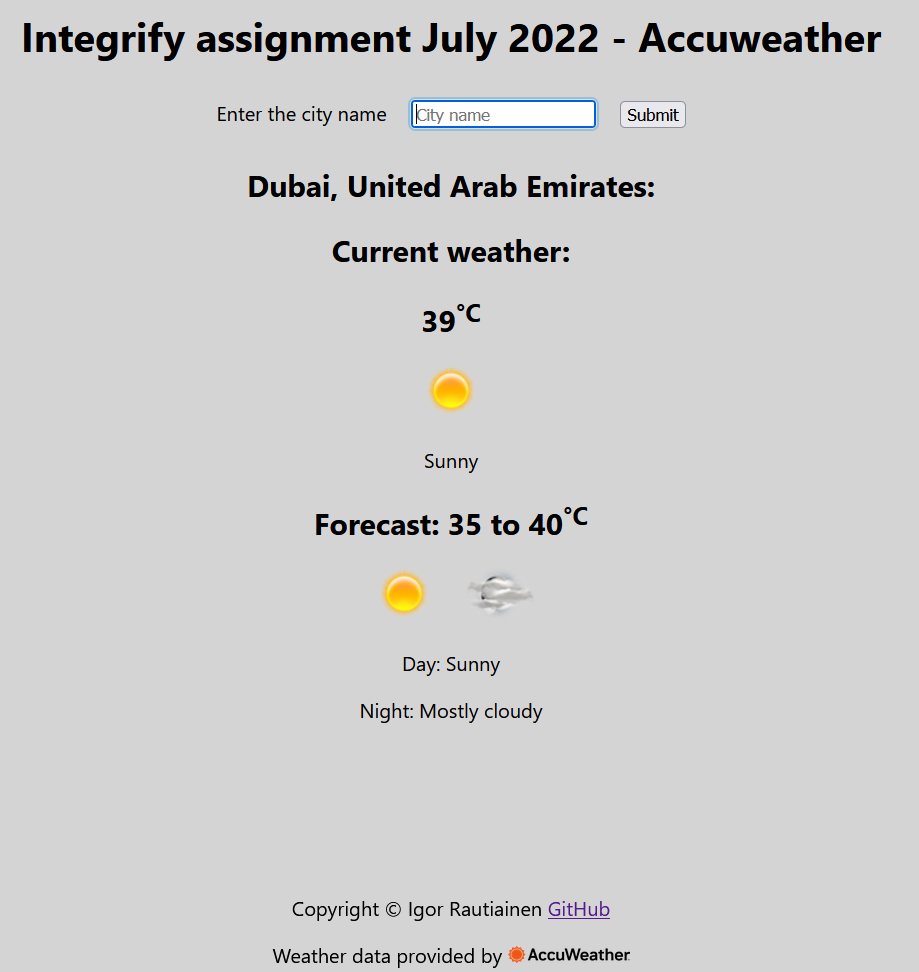 Integrify assignment July 2022 - Accuweather
Enter the city name City name Submit
Dubai, United Arab Emirates:
Current weather:
39°C
Sunny
Forecast: 35 to 40°C
Day: Sunny
Night: Mostly cloudy
Copyright © Igor Rautiainen GitHub
Weather data provided by AccuWeather